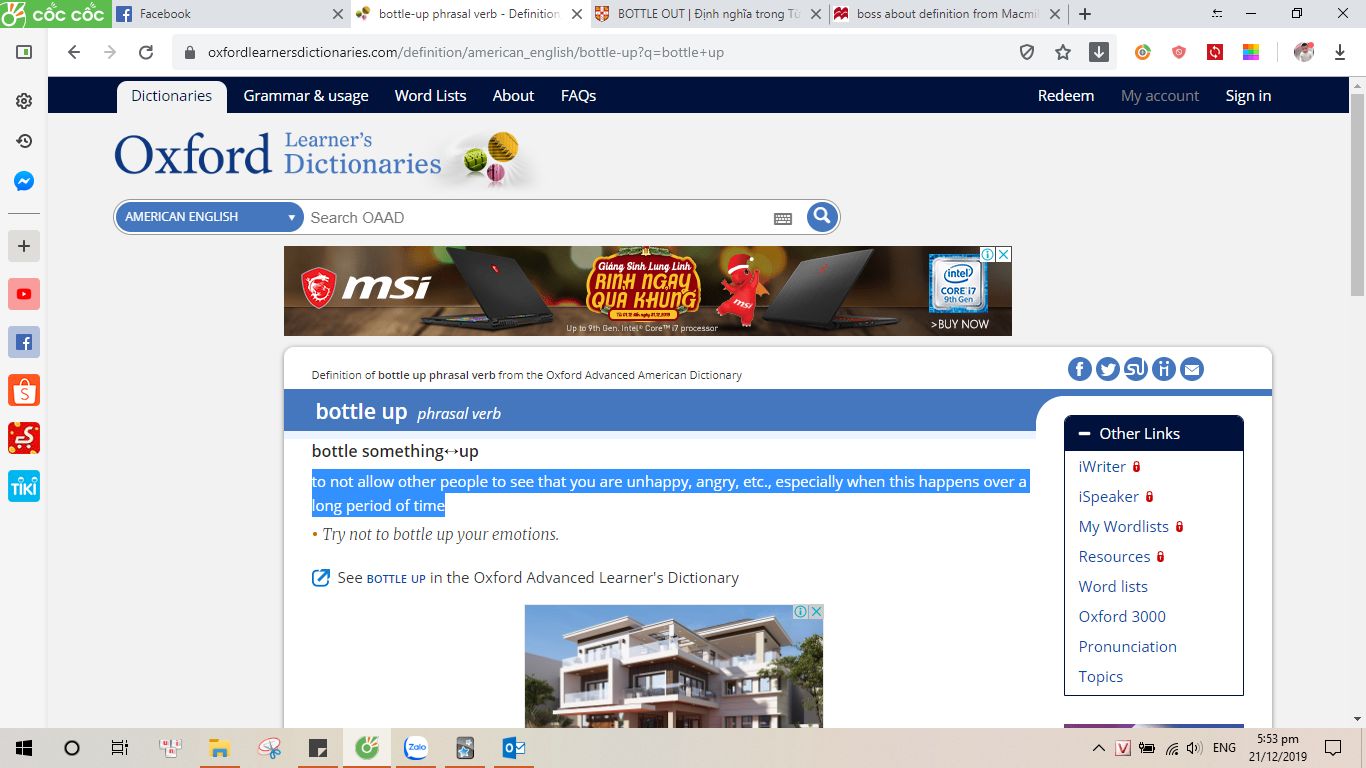 CỐC CỐC
Facebook
bottle-up phrasal verb - Definition
BOTTLE OUT | Định nghĩa trong Từ
boss about definition from Macmil
oxfordlearnersdictionaries.com/definition/american_english/bottle-up?q=bottle+up
Dictionaries Grammar & usage Word Lists About FAQs Redeem My account Sign in
Oxford Learner's Dictionaries
AMERICAN ENGLISH Search OAAD
msi
Giáng Sinh Lung Linh
RINH NGAY
QUÀ KHỦNG
Up to 9th Gen. Intel® Core™ i7 processor
msi
intel
CORE i7
9th Gen
>BUY NOW
Definition of bottle up phrasal verb from the Oxford Advanced American Dictionary
bottle up phrasal verb
bottle something↔up
to not allow other people to see that you are unhappy, angry, etc., especially when this happens over a
long period of time
• Try not to bottle up your emotions.
See BOTTLE UP in the Oxford Advanced Learner's Dictionary
Other Links
iWriter
iSpeaker
My Wordlists
Resources
Word lists
Oxford 3000
Pronunciation
Topics
TIKI
Zalo
ENG
5:53 pm
21/12/2019